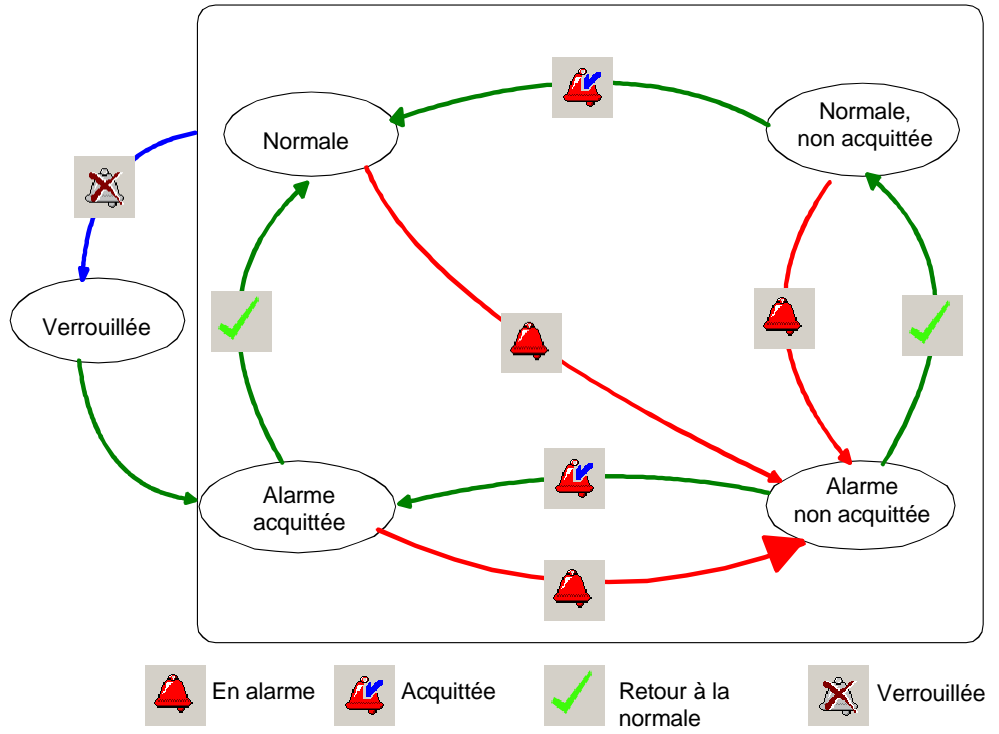 Normale
Normale,
non acquittée
Verrouillée
Alarme
acquittée
Alarme
non acquittée
En alarme
Acquittée
Retour à la
normale
Verrouillée